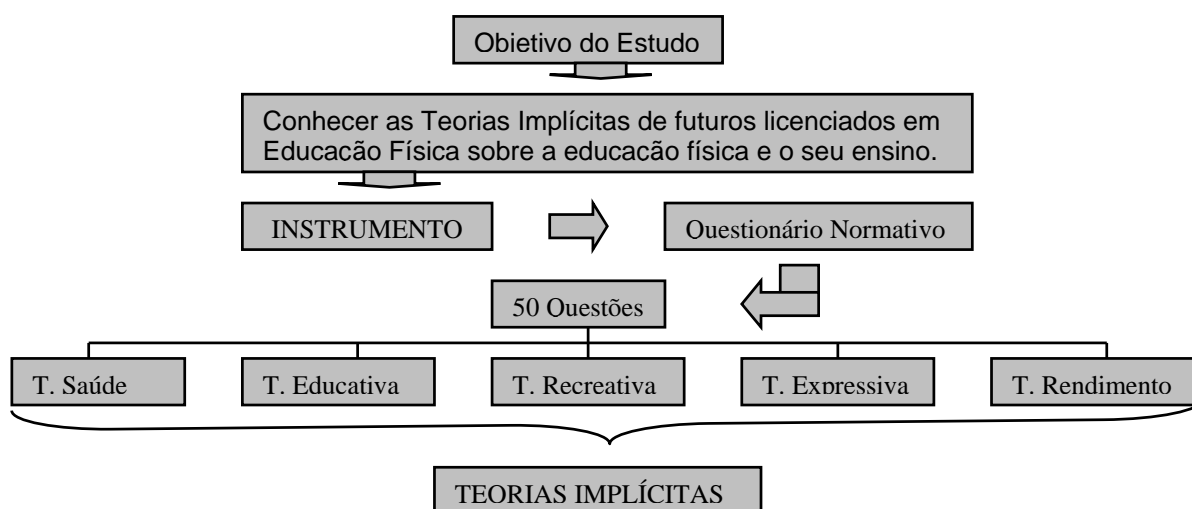 Objetivo do Estudo
Conhecer as Teorias Implícitas de futuros licenciados em
Educação Física sobre a educação física e o seu ensino.
INSTRUMENTO
Questionário Normativo
50 Questões
T. Saúde
T. Educativa
T. Recreativa
T. Expressiva
T. Rendimento
TEORIAS IMPLÍCITAS